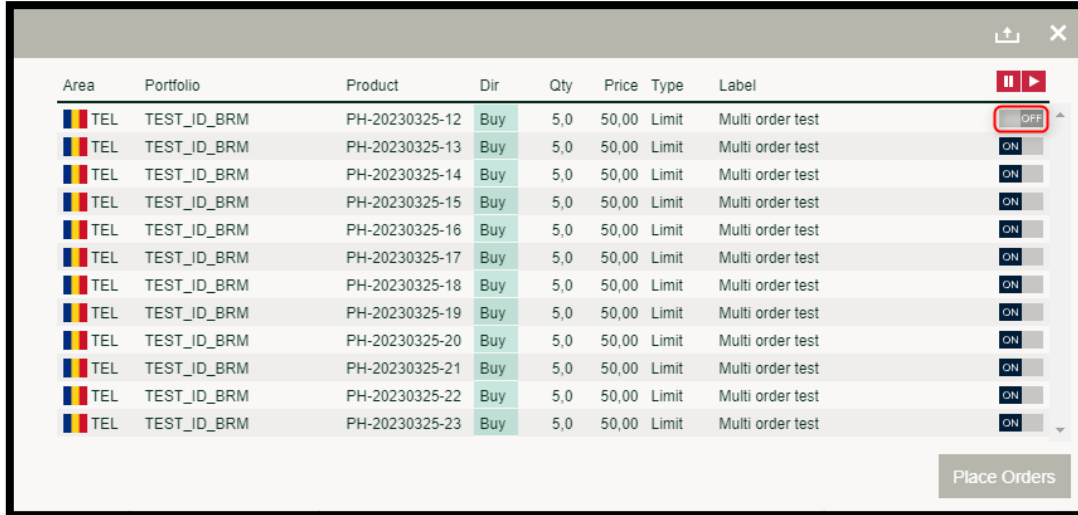 Area Portfolio Product Dir Qty Price Type Label
TEL TEST_ID_BRM PH-20230325-12 Buy 5,0 50,00 Limit Multi order test OFF
TEL TEST_ID_BRM PH-20230325-13 Buy 5,0 50,00 Limit Multi order test ON
TEL TEST_ID_BRM PH-20230325-14 Buy 5,0 50,00 Limit Multi order test ON
TEL TEST_ID_BRM PH-20230325-15 Buy 5,0 50,00 Limit Multi order test ON
TEL TEST_ID_BRM PH-20230325-16 Buy 5,0 50,00 Limit Multi order test ON
TEL TEST_ID_BRM PH-20230325-17 Buy 5,0 50,00 Limit Multi order test ON
TEL TEST_ID_BRM PH-20230325-18 Buy 5,0 50,00 Limit Multi order test ON
TEL TEST_ID_BRM PH-20230325-19 Buy 5,0 50,00 Limit Multi order test ON
TEL TEST_ID_BRM PH-20230325-20 Buy 5,0 50,00 Limit Multi order test ON
TEL TEST_ID_BRM PH-20230325-21 Buy 5,0 50,00 Limit Multi order test ON
TEL TEST_ID_BRM PH-20230325-22 Buy 5,0 50,00 Limit Multi order test ON
TEL TEST_ID_BRM PH-20230325-23 Buy 5,0 50,00 Limit Multi order test ON
Place Orders